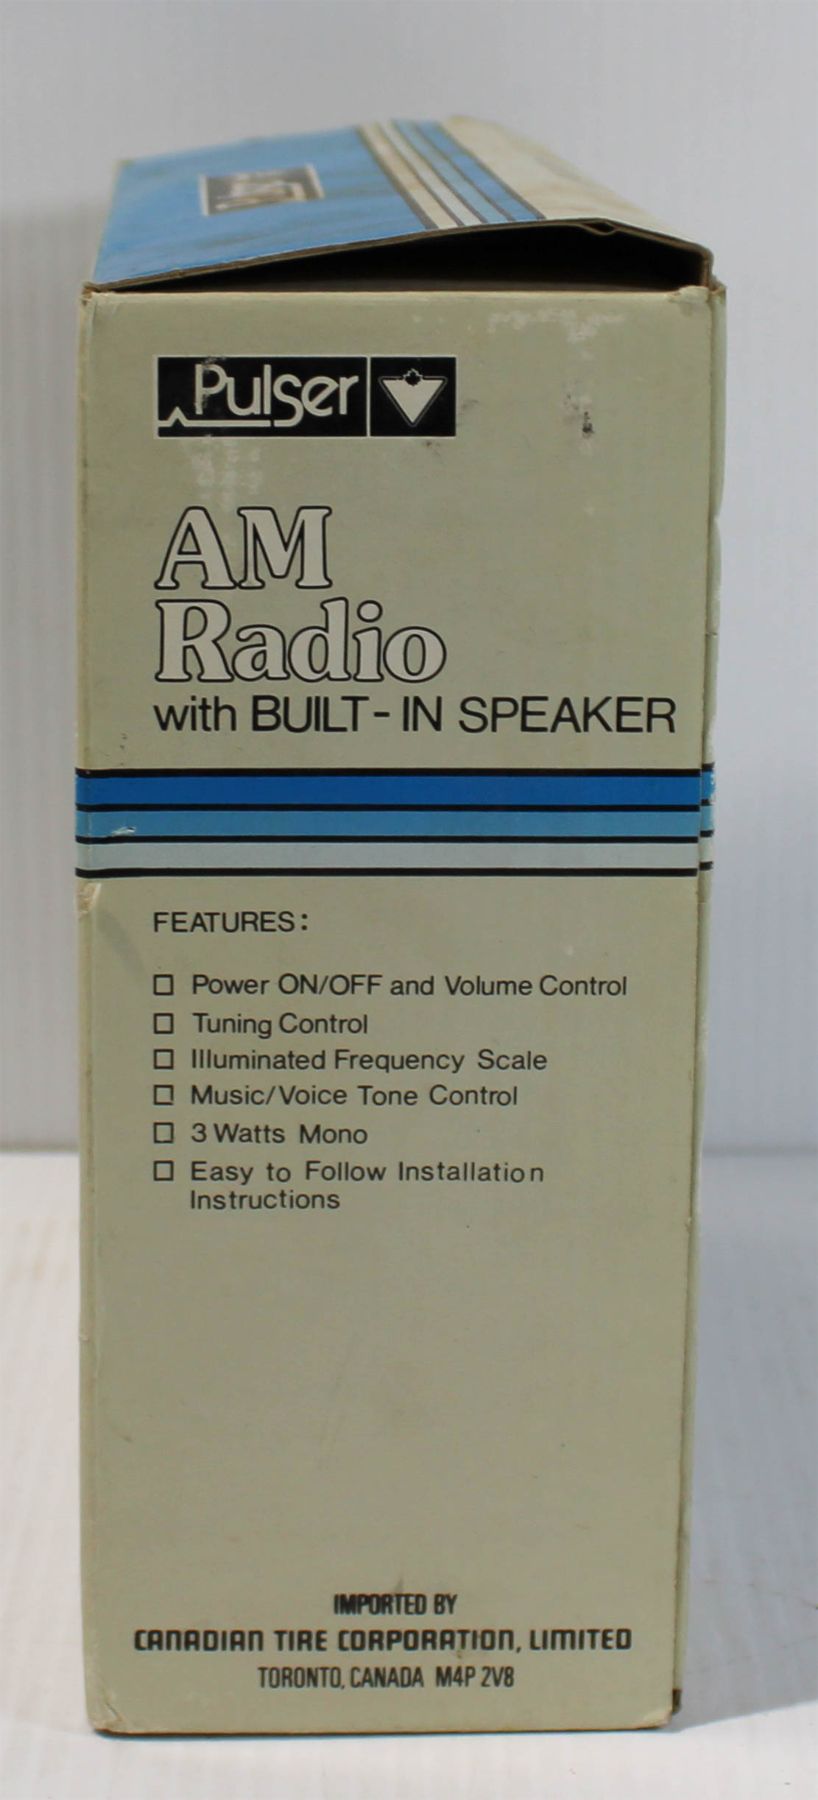 Pulser
AM
Radio
with BUILT-IN SPEAKER
FEATURES:
Power ON/OFF and Volume Control
Tuning Control
Illuminated Frequency Scale
Music/Voice Tone Control
3 Watts Mono
Easy to Follow Installation
Instructions
IMPORTED BY
CANADIAN TIRE CORPORATION, LIMITED
TORONTO, CANADA M4P 2V8